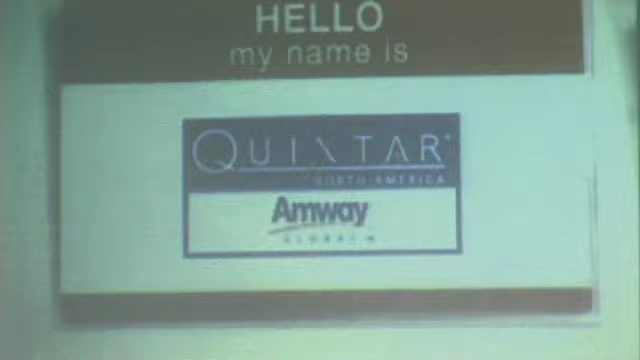 HELLO
my name is
QUIXTAR
NORTH AMERICA
Amway
GLOBAL